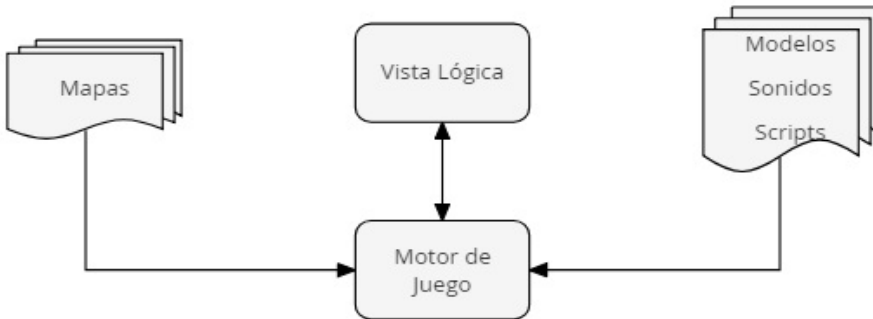 Mapas
Vista Lógica
Modelos
Sonidos
Scripts
Motor de
Juego